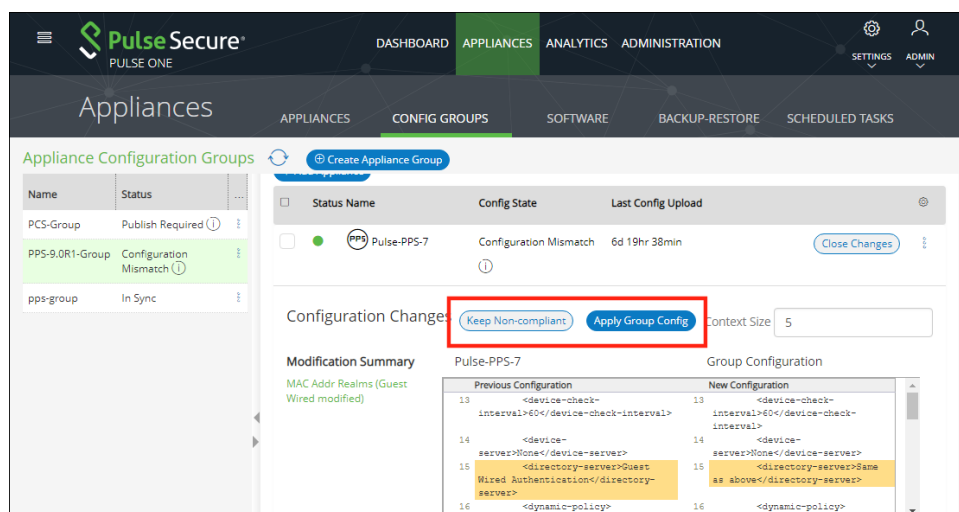 Pulse Secure®
PULSE ONE
DASHBOARD APPLIANCES ANALYTICS ADMINISTRATION
SETTINGS ADMIN
Appliances
APPLIANCES CONFIG GROUPS SOFTWARE BACKUP-RESTORE SCHEDULED TASKS
Appliance Configuration Groups
Create Appliance Group
Name Status ...
PCS-Group Publish Required
PPS-9.0R1-Group Configuration
Mismatch
pps-group In Sync
Status Name Config State Last Config Upload
PPS Pulse-PPS-7 Configuration Mismatch 6d 19hr 38min Close Changes
Configuration Changes Keep Non-compliant Apply Group Config Context Size 5
Modification Summary Pulse-PPS-7 Group Configuration
MAC Addr Realms (Guest
Wired modified)
Previous Configuration New Configuration
13 <device-check- 13 <device-check-
interval>60</device-check-interval> interval>60</device-check-
interval>
14 <device- 14 <device-
server>None</device-server> server>None</device-server>
15 <directory-server>Guest 15 <directory-server>Same
Wired Authentication</directory- as above</directory-server>
server>
16 <dynamic-policy> 16 <dynamic-policy>